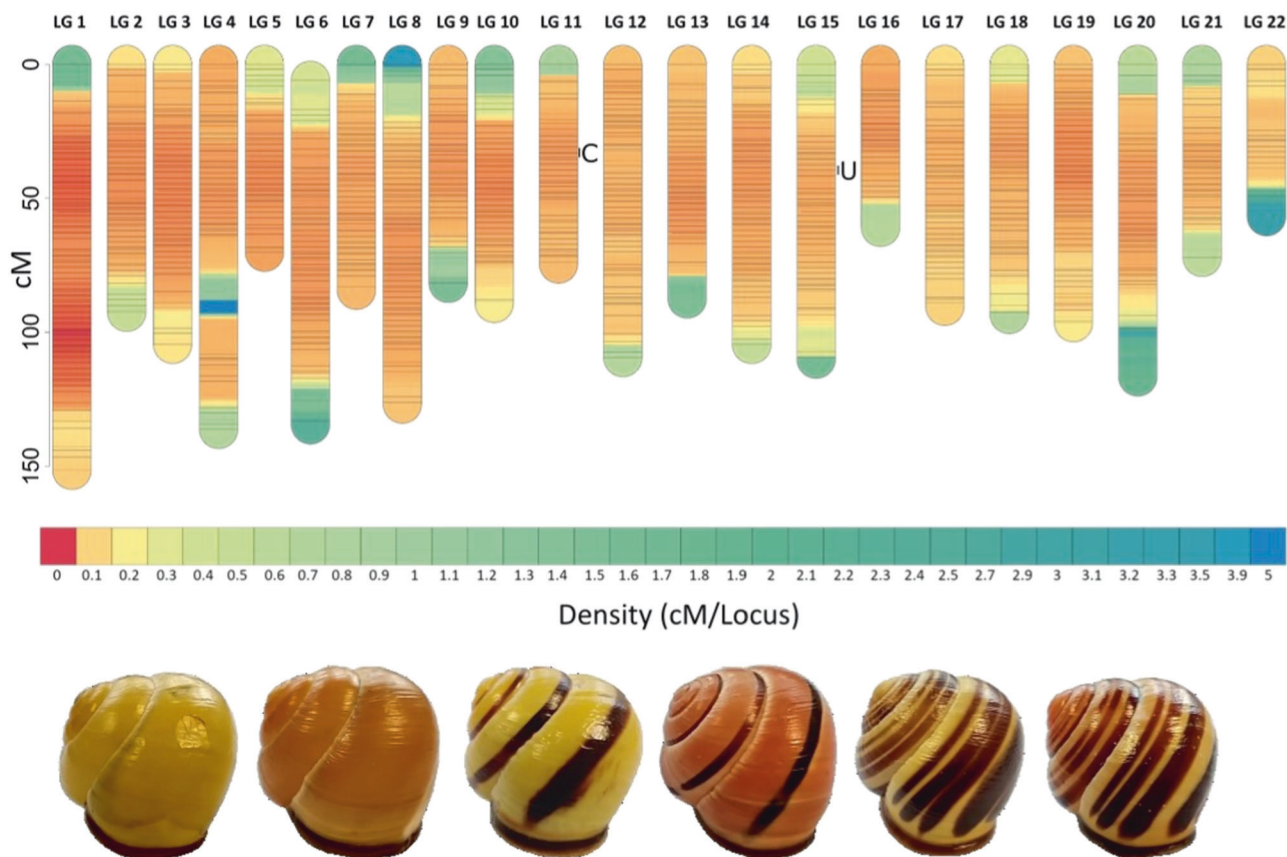 LG 1 LG 2 LG 3 LG 4 LG 5 LG 6 LG 7 LG 8 LG 9 LG 10 LG 11 LG 12 LG 13 LG 14 LG 15 LG 16 LG 17 LG 18 LG 19 LG 20 LG 21 LG 22
0
C
U
50
cM
100
150
0 0.1 0.2 0.3 0.4 0.5 0.6 0.7 0.8 0.9 1 1.1 1.2 1.3 1.4 1.5 1.6 1.7 1.8 1.9 2 2.1 2.2 2.3 2.4 2.5 2.7 2.9 3 3.1 3.2 3.3 3.5 3.9 5
Density (cM/Locus)